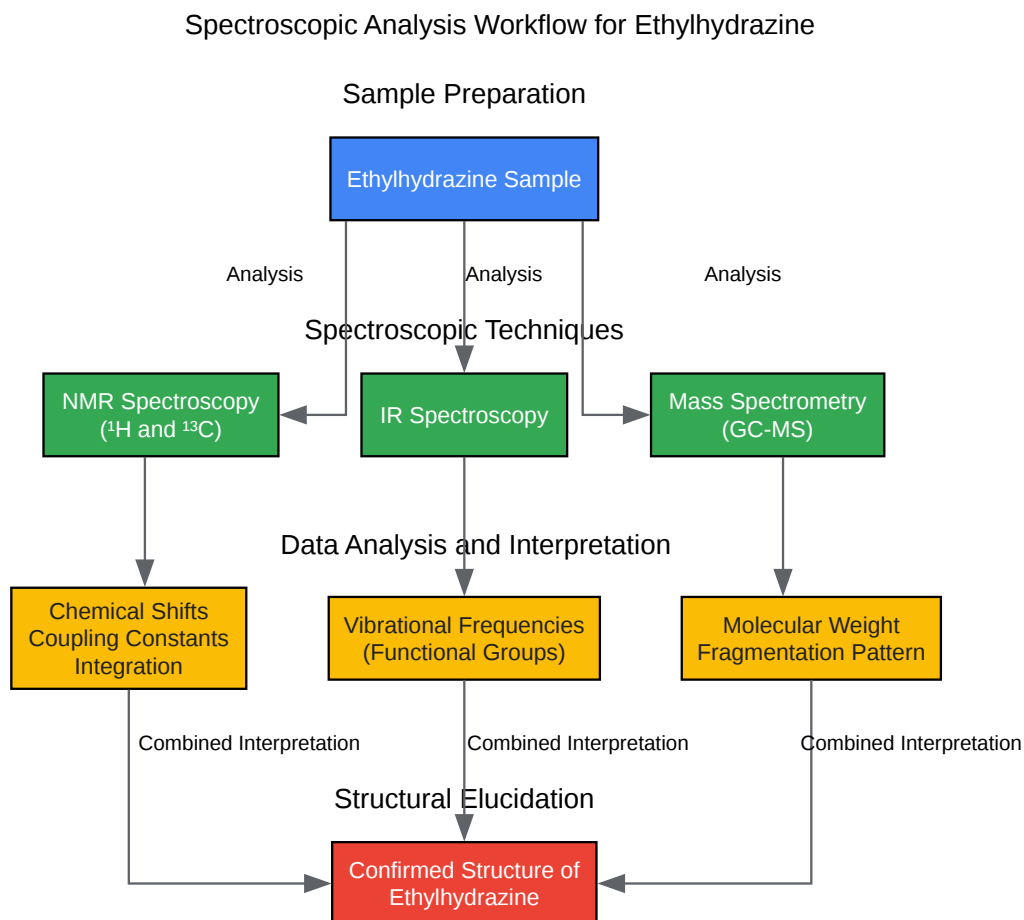 Spectroscopic Analysis Workflow for Ethylhydrazine
Sample Preparation
Ethylhydrazine Sample
Analysis
Analysis
Analysis
Spectroscopic Techniques
NMR Spectroscopy
(¹H and ¹³C)
IR Spectroscopy
Mass Spectrometry
(GC-MS)
Data Analysis and Interpretation
Chemical Shifts
Coupling Constants
Integration
Vibrational Frequencies
(Functional Groups)
Molecular Weight
Fragmentation Pattern
Combined Interpretation
Combined Interpretation
Combined Interpretation
Structural Elucidation
Confirmed Structure of
Ethylhydrazine